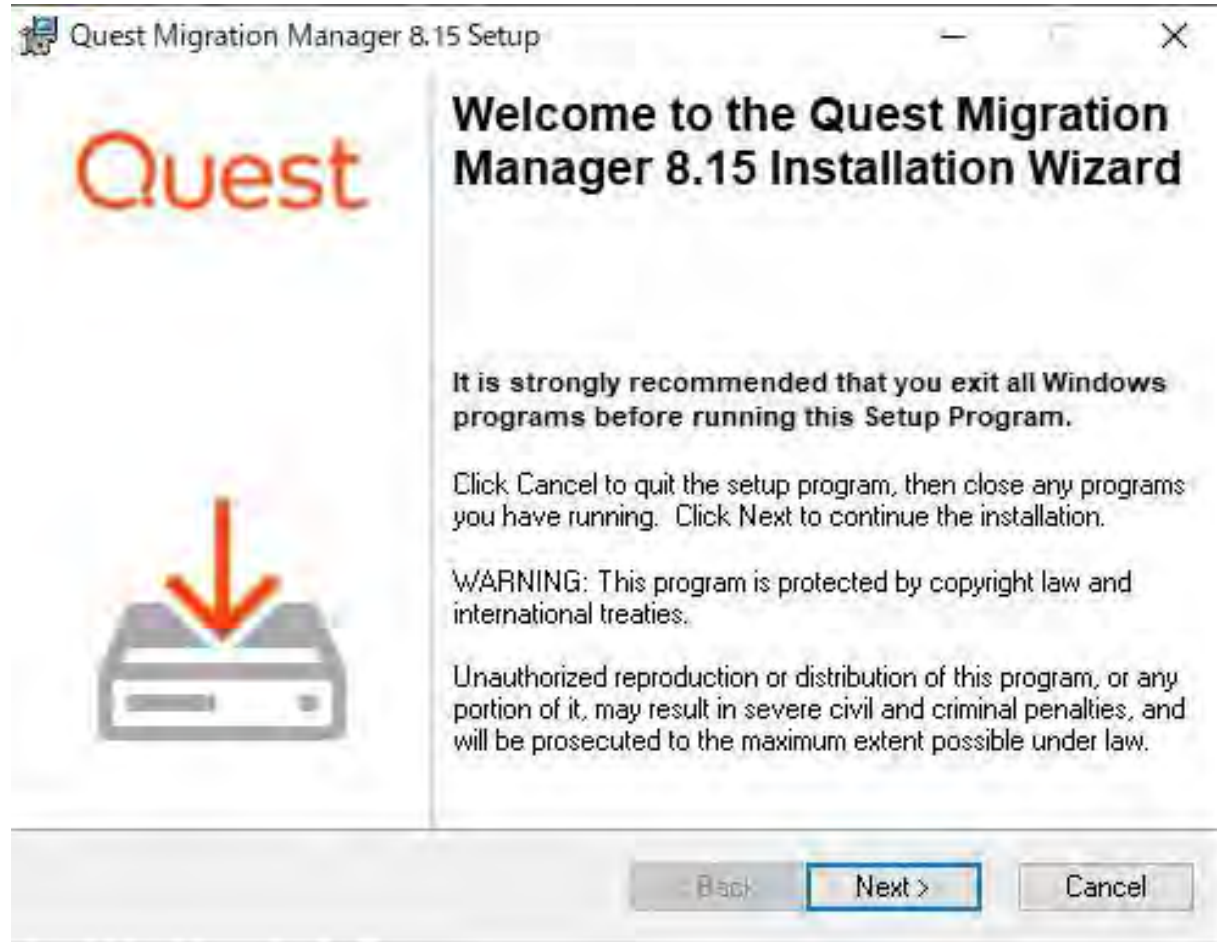 Quest Migration Manager 8.15 Setup
Quest
Welcome to the Quest Migration
Manager 8.15 Installation Wizard
It is strongly recommended that you exit all Windows
programs before running this Setup Program.
Click Cancel to quit the setup program, then close any programs
you have running. Click Next to continue the installation.
WARNING: This program is protected by copyright law and
international treaties.
Unauthorized reproduction or distribution of this program, or any
portion of it, may result in severe civil and criminal penalties, and
will be prosecuted to the maximum extent possible under law.
< Back
Next >
Cancel